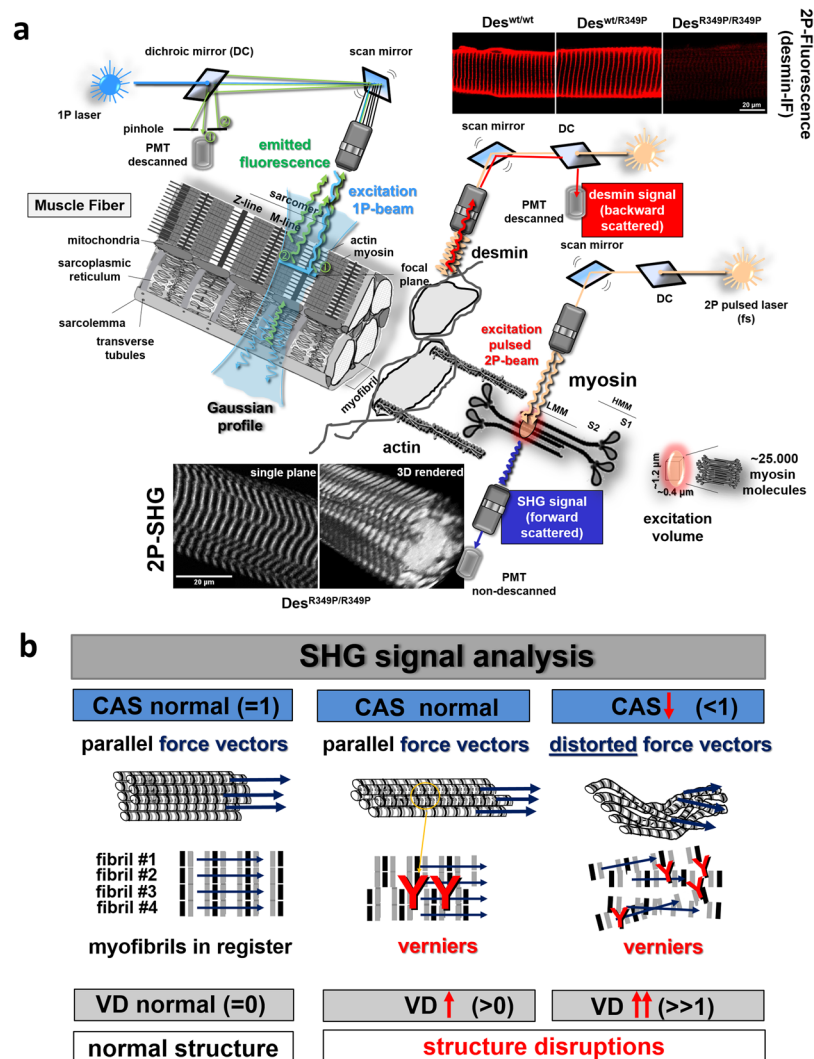 a
Des^wt/wt
Des^wt/R349P
Des^R349P/R349P
2P-Fluorescence
(desmin-IF)
20 µm
dichroic mirror (DC)
scan mirror
1P laser
pinhole
②
①
PMT
descanned
emitted
fluorescence
excitation
1P-beam
Muscle Fiber
sarcomer
Z-line
M-line
mitochondria
sarcoplasmic
reticulum
sarcolemma
transverse
tubules
actin
myosin
②
①
focal
plane
myofibril
Gaussian
profile
scan mirror
DC
PMT
descanned
desmin signal
(backward
scattered)
desmin
scan mirror
DC
2P pulsed laser
(fs)
excitation
pulsed
2P-beam
myosin
LMM
HMM
S2
S1
actin
~1.2 µm
~0.4 µm
~25.000
myosin
molecules
excitation
volume
SHG signal
(forward
scattered)
PMT
non-descanned
2P-SHG
single plane
3D rendered
20 µm
Des^R349P/R349P
b
SHG signal analysis
CAS normal (=1)
CAS normal
CAS↓ (<1)
parallel force vectors
parallel force vectors
distorted force vectors
fibril #1
fibril #2
fibril #3
fibril #4
Y Y
Y Y Y Y
myofibrils in register
verniers
verniers
VD normal (=0)
VD ↑ (>0)
VD ↑↑ (>>1)
normal structure
structure disruptions